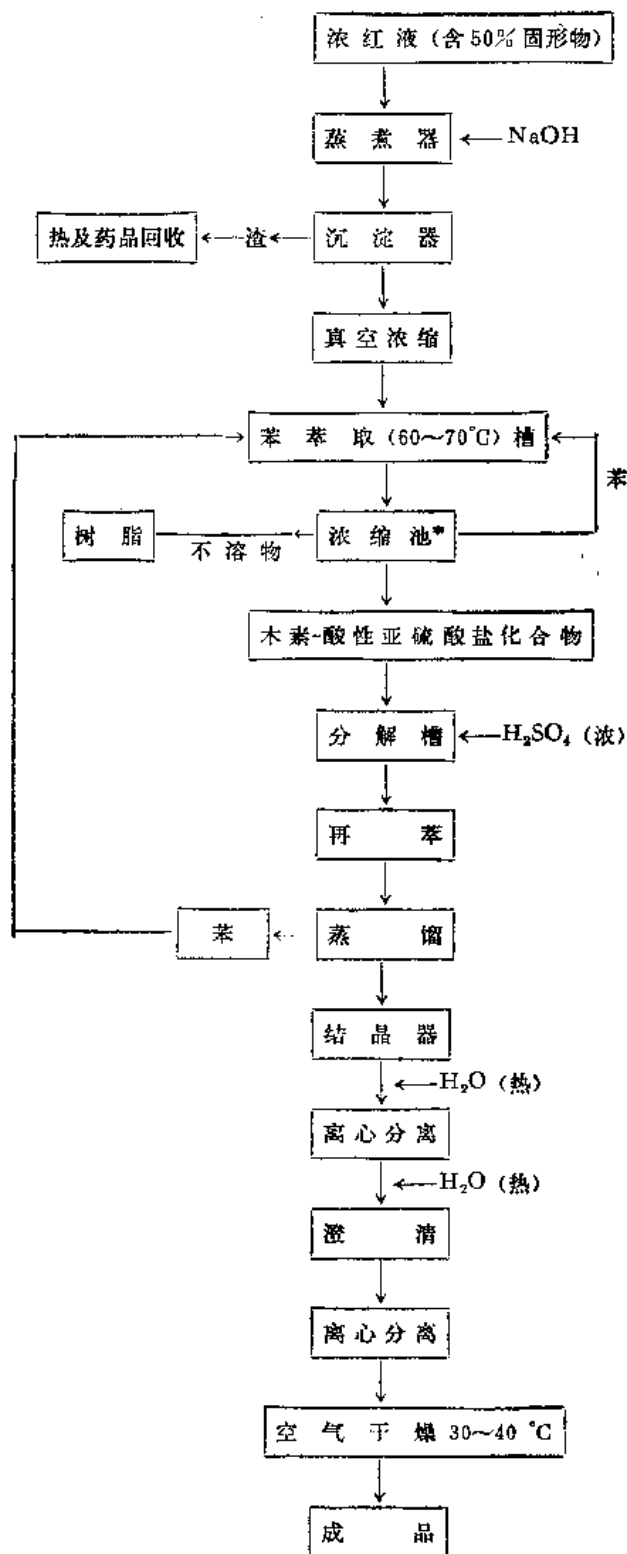 浓红液（含50%固形物）
蒸煮器 NaOH
热及药品回收 渣 沉淀器
真空浓缩
苯萃取（60～70°C）槽
苯
树脂 不溶物 浓缩池*
木素-酸性亚硫酸盐化合物
分解槽 H₂SO₄（浓）
再萃
苯 蒸馏
结晶器
H₂O（热）
离心分离
H₂O（热）
澄清
离心分离
空气干燥30～40°C
成品